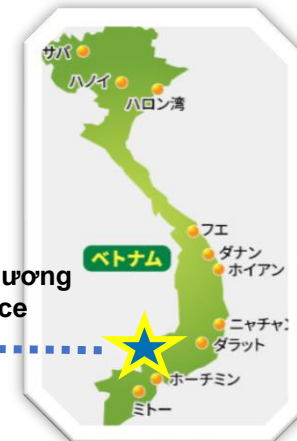 サパ
ハノイ
ハロン湾
フエ
ベトナム
ダナン
ホイアン
ương
ce
ニャチャン
ダラット
ホーチミン
ミトー